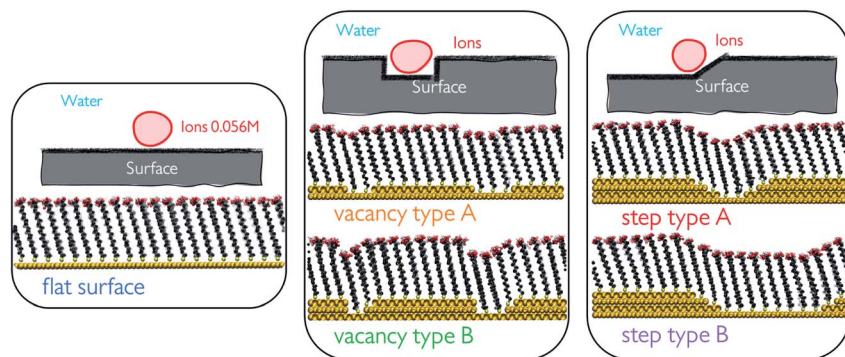 Water
Ions 0.056M
Surface
flat surface
Water
Ions
Surface
vacancy type A
vacancy type B
Water
Ions
Surface
step type A
step type B